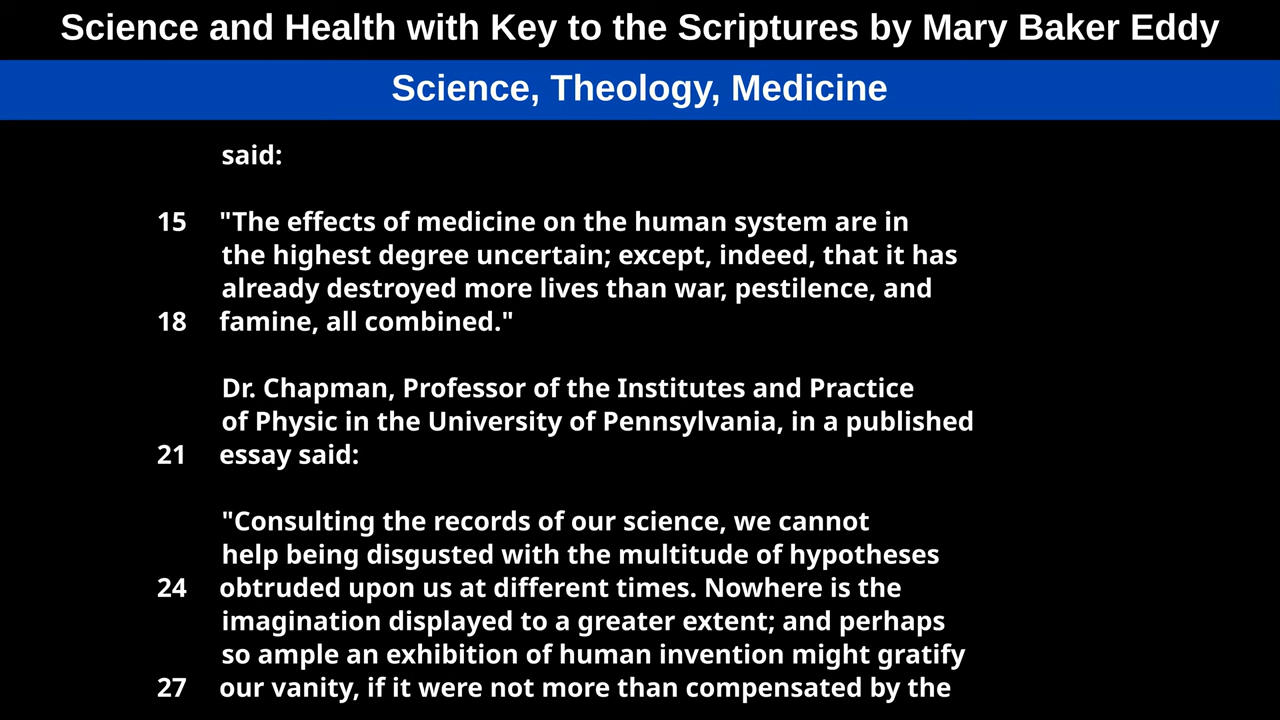 Science and Health with Key to the Scriptures by Mary Baker Eddy
Science, Theology, Medicine
said:
15 "The effects of medicine on the human system are in
the highest degree uncertain; except, indeed, that it has
already destroyed more lives than war, pestilence, and
18 famine, all combined."
Dr. Chapman, Professor of the Institutes and Practice
of Physic in the University of Pennsylvania, in a published
21 essay said:
"Consulting the records of our science, we cannot
help being disgusted with the multitude of hypotheses
24 obtruded upon us at different times. Nowhere is the
imagination displayed to a greater extent; and perhaps
so ample an exhibition of human invention might gratify
27 our vanity, if it were not more than compensated by the